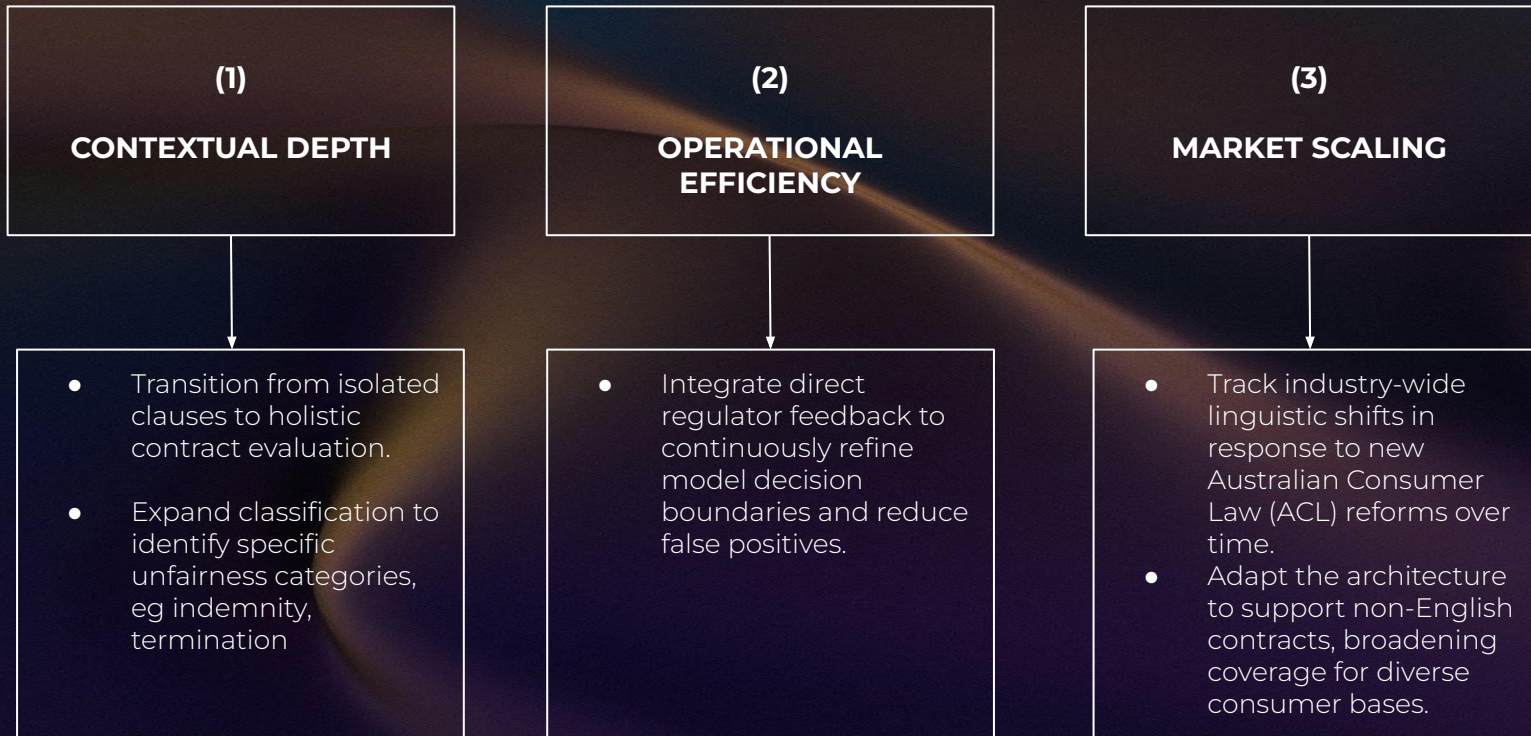 (1)
CONTEXTUAL DEPTH
● Transition from isolated
clauses to holistic
contract evaluation.
● Expand classification to
identify specific
unfairness categories,
eg indemnity,
termination
(2)
OPERATIONAL
EFFICIENCY
● Integrate direct
regulator feedback to
continuously refine
model decision
boundaries and reduce
false positives.
(3)
MARKET SCALING
● Track industry-wide
linguistic shifts in
response to new
Australian Consumer
Law (ACL) reforms over
time.
● Adapt the architecture
to support non-English
contracts, broadening
coverage for diverse
consumer bases.